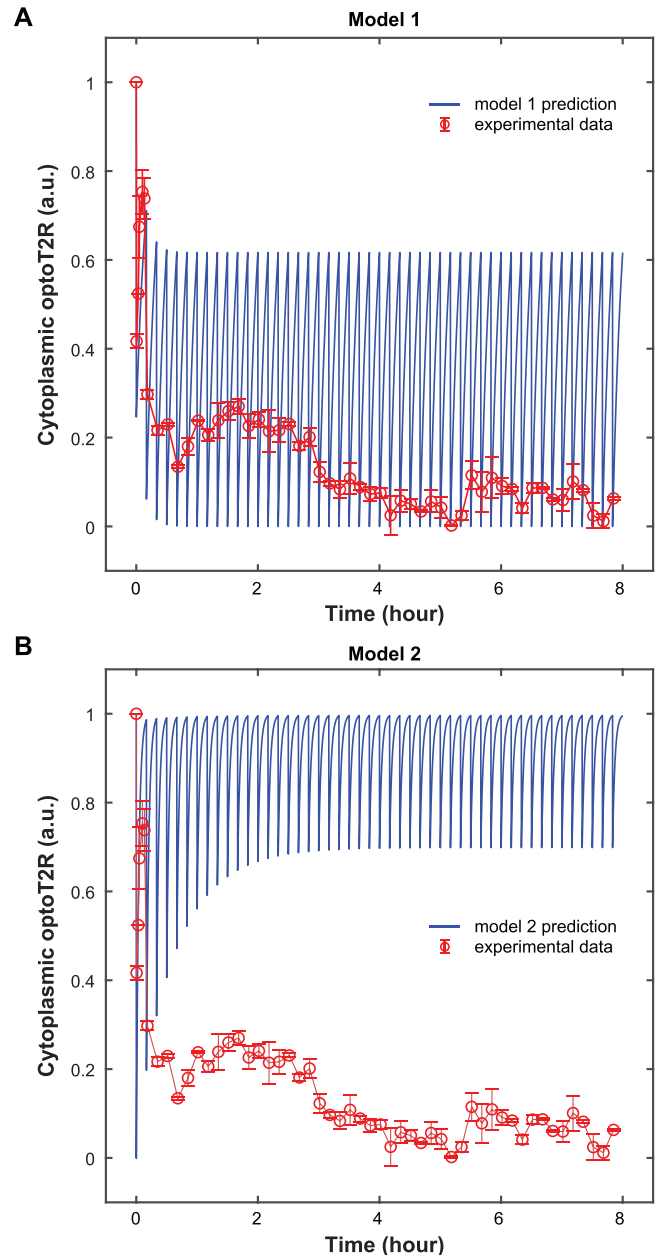 A
Model 1
model 1 prediction
experimental data
Cytoplasmic optoT2R (a.u.)
1
0.8
0.6
0.4
0.2
0
0 2 4 6 8
Time (hour)
B
Model 2
Cytoplasmic optoT2R (a.u.)
1
0.8
0.6
0.4
0.2
0
model 2 prediction
experimental data
0 2 4 6 8
Time (hour)